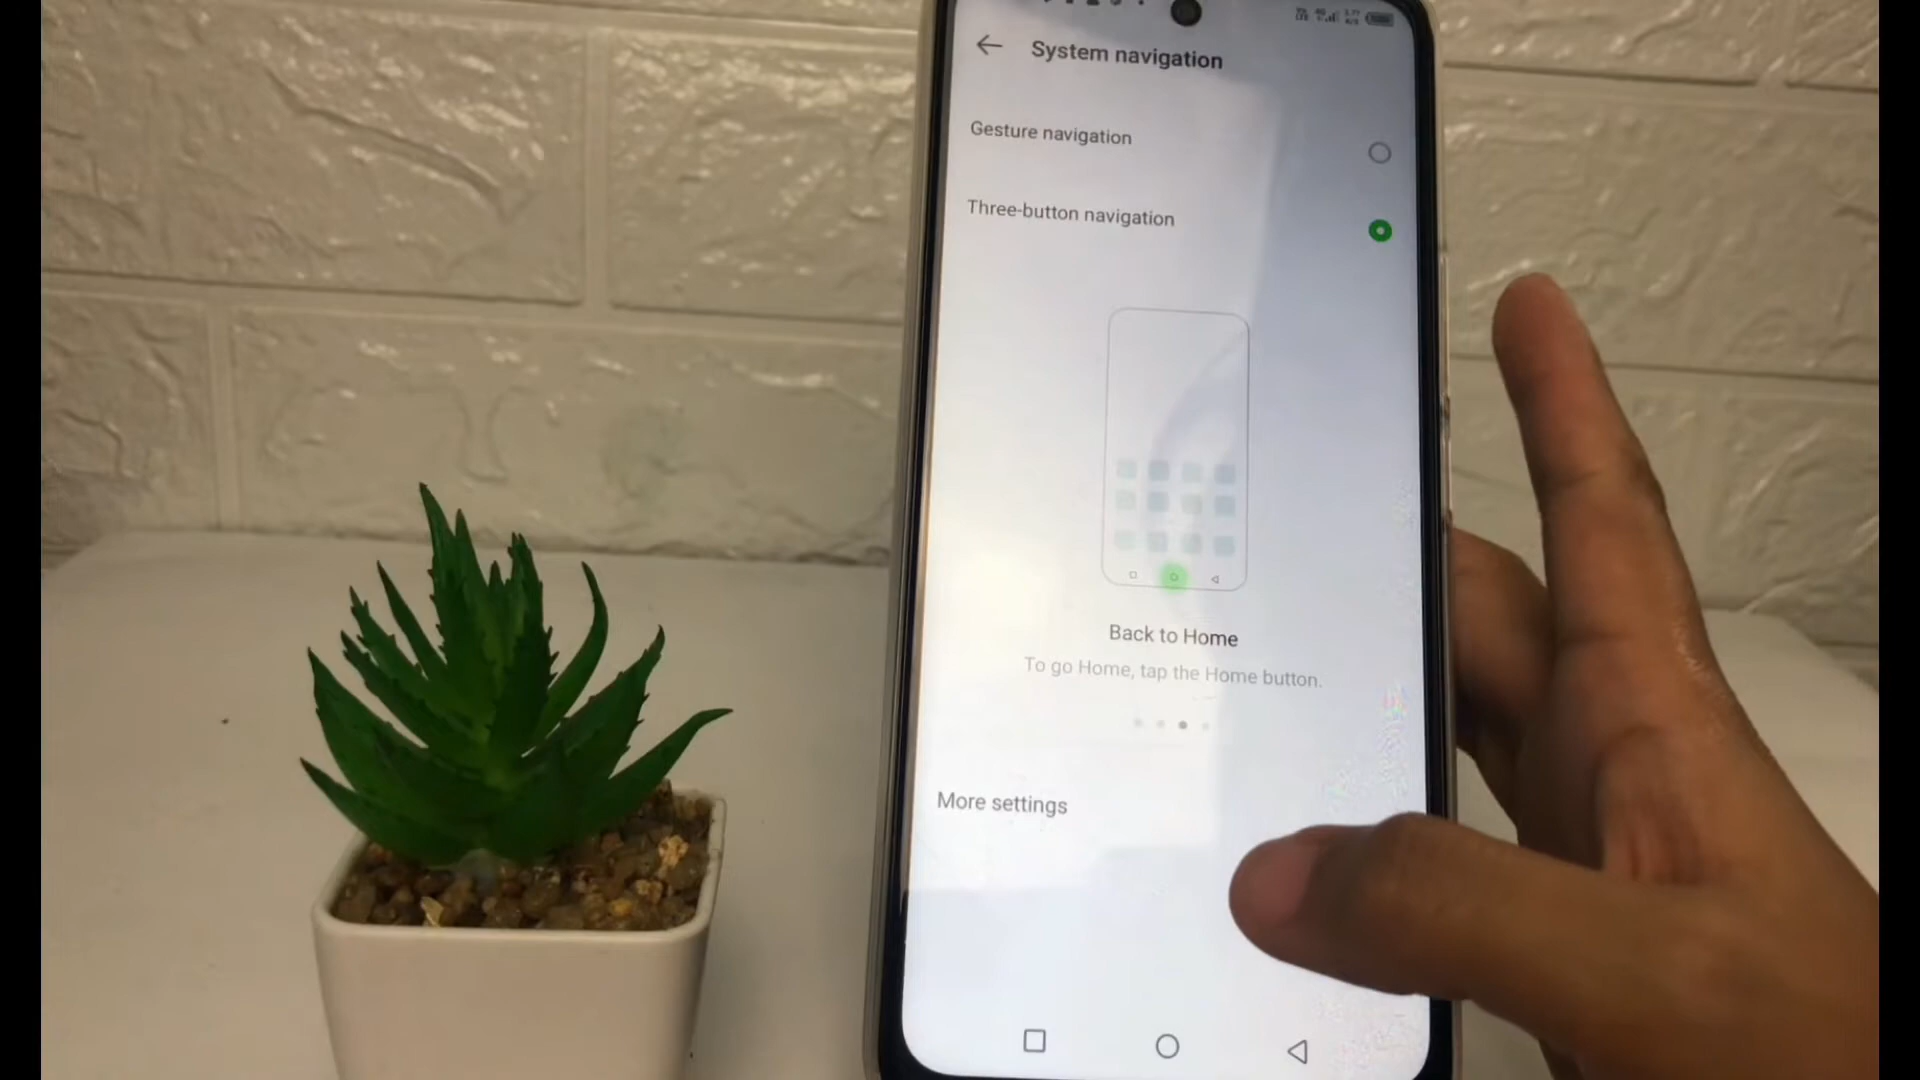 System navigation
Gesture navigation
Three-button navigation
Back to Home
To go Home, tap the Home button.
More settings